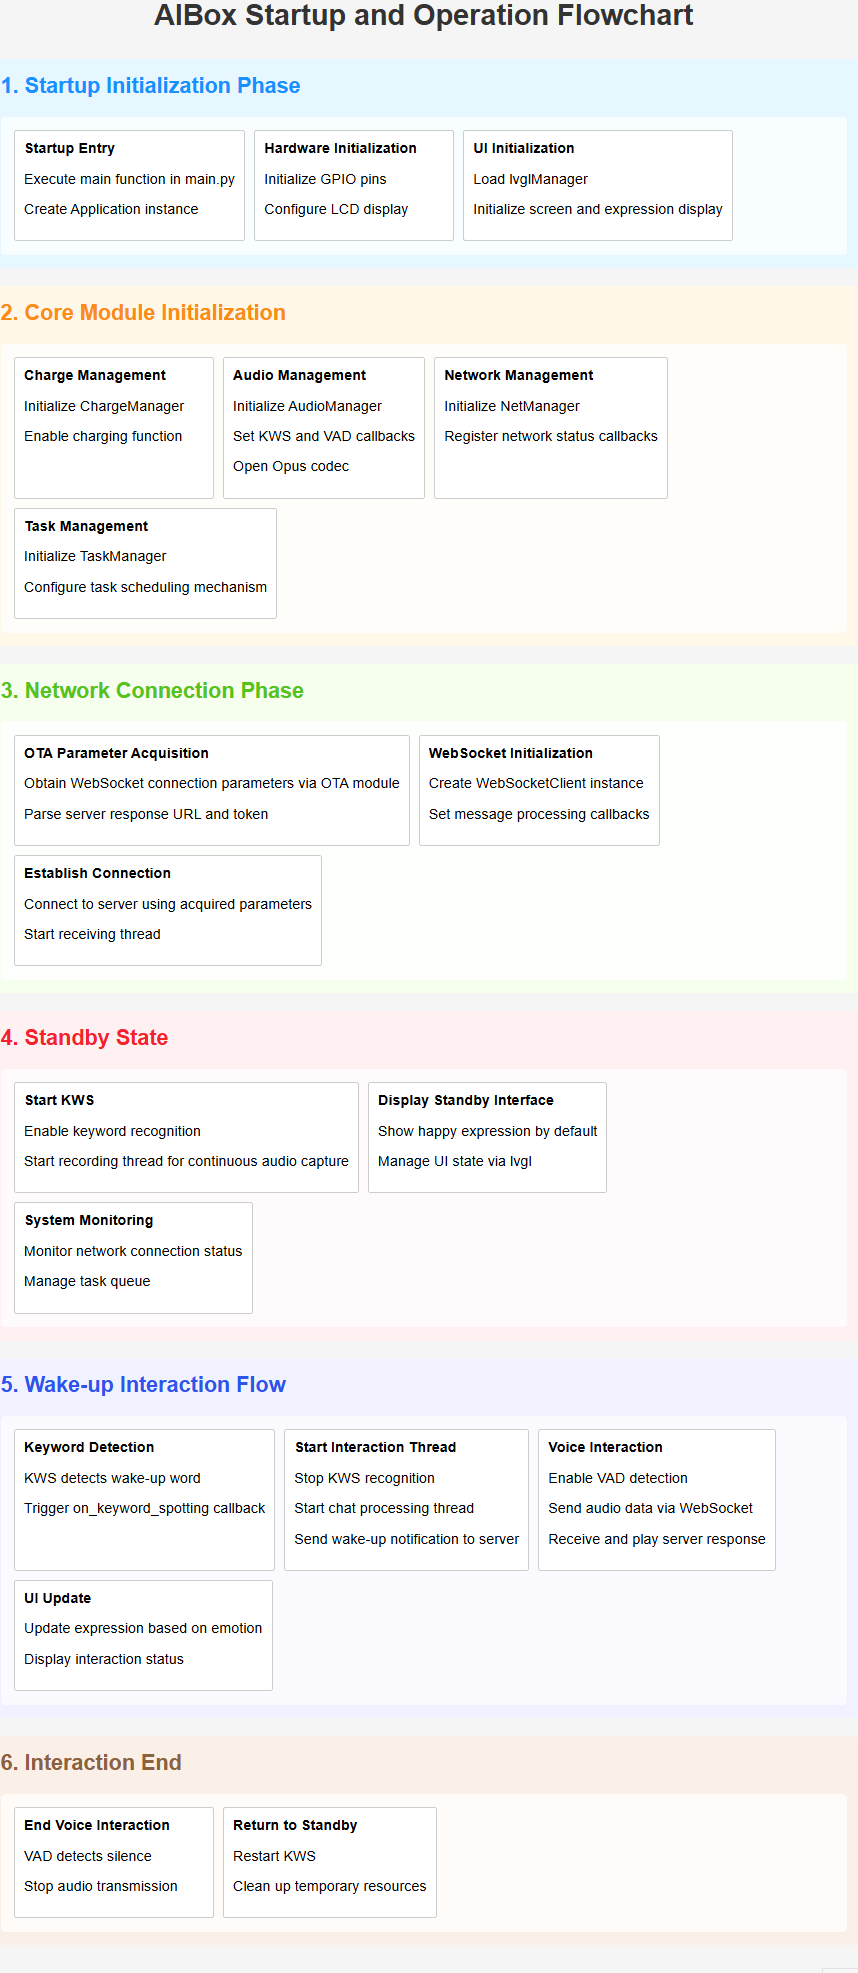 AIBox Startup and Operation Flowchart
1. Startup Initialization Phase
Startup Entry
Execute main function in main.py
Create Application instance
Hardware Initialization
Initialize GPIO pins
Configure LCD display
UI Initialization
Load lvglManager
Initialize screen and expression display
2. Core Module Initialization
Charge Management
Initialize ChargeManager
Enable charging function
Audio Management
Initialize AudioManager
Set KWS and VAD callbacks
Open Opus codec
Network Management
Initialize NetManager
Register network status callbacks
Task Management
Initialize TaskManager
Configure task scheduling mechanism
3. Network Connection Phase
OTA Parameter Acquisition
Obtain WebSocket connection parameters via OTA module
Parse server response URL and token
WebSocket Initialization
Create WebSocketClient instance
Set message processing callbacks
Establish Connection
Connect to server using acquired parameters
Start receiving thread
4. Standby State
Start KWS
Enable keyword recognition
Start recording thread for continuous audio capture
Display Standby Interface
Show happy expression by default
Manage UI state via lvgl
System Monitoring
Monitor network connection status
Manage task queue
5. Wake-up Interaction Flow
Keyword Detection
KWS detects wake-up word
Trigger on_keyword_spotting callback
Start Interaction Thread
Stop KWS recognition
Start chat processing thread
Send wake-up notification to server
Voice Interaction
Enable VAD detection
Send audio data via WebSocket
Receive and play server response
UI Update
Update expression based on emotion
Display interaction status
6. Interaction End
End Voice Interaction
VAD detects silence
Stop audio transmission
Return to Standby
Restart KWS
Clean up temporary resources